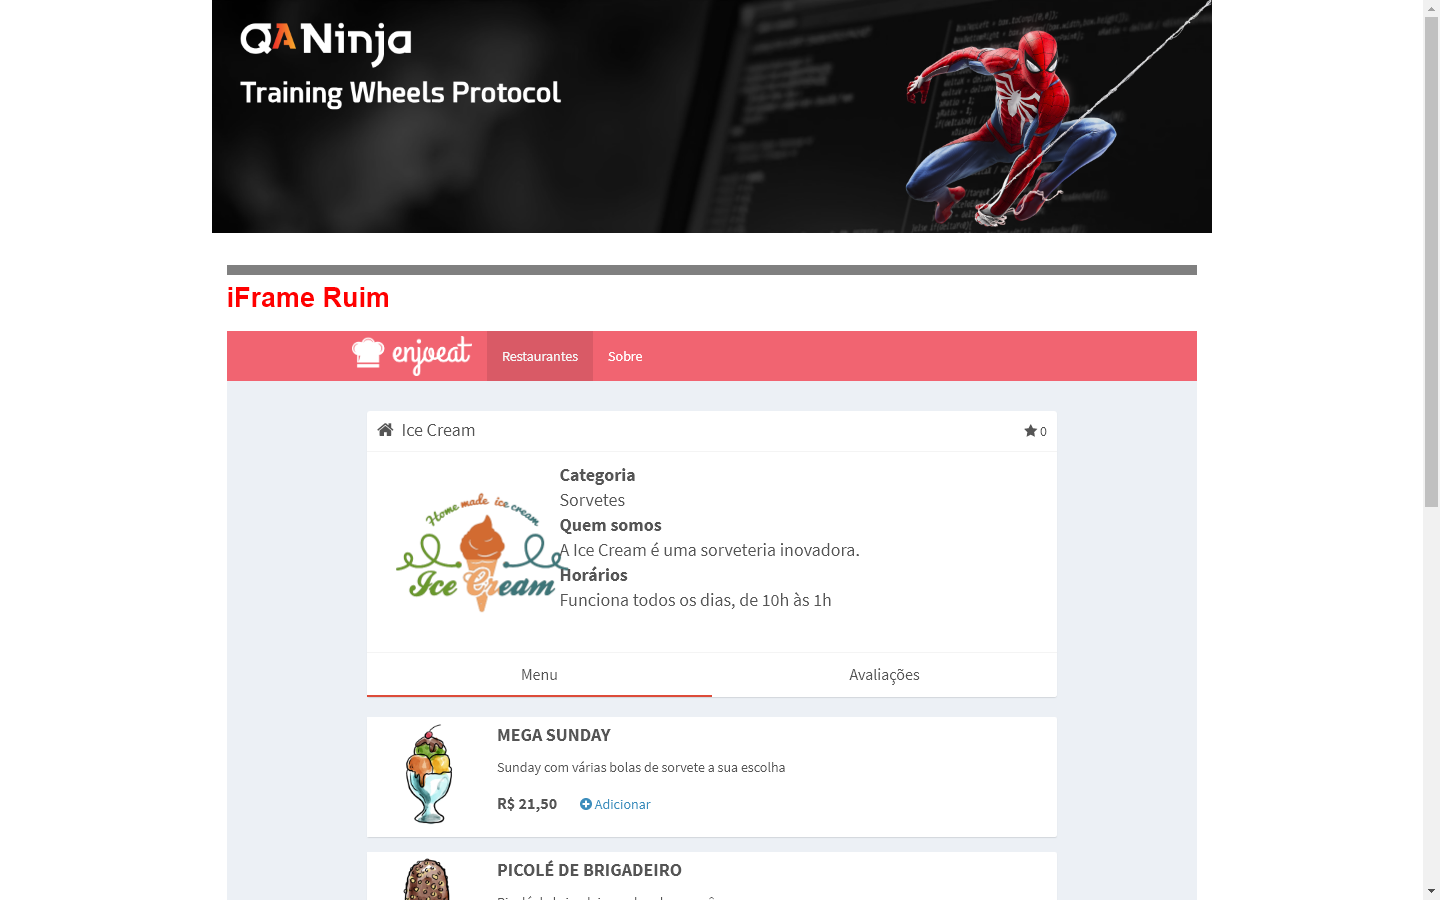 QA Ninja
Training Wheels Protocol
iFrame Ruim
enjoeat
Restaurantes
Sobre
Ice Cream
0
Home made ice cream
Ice Cream
Categoria
Sorvetes
Quem somos
A Ice Cream é uma sorveteria inovadora.
Horários
Funciona todos os dias, de 10h às 1h
Menu
Avaliações
MEGA SUNDAY
Sunday com várias bolas de sorvete a sua escolha
R$ 21,50
Adicionar
PICOLÉ DE BRIGADEIRO